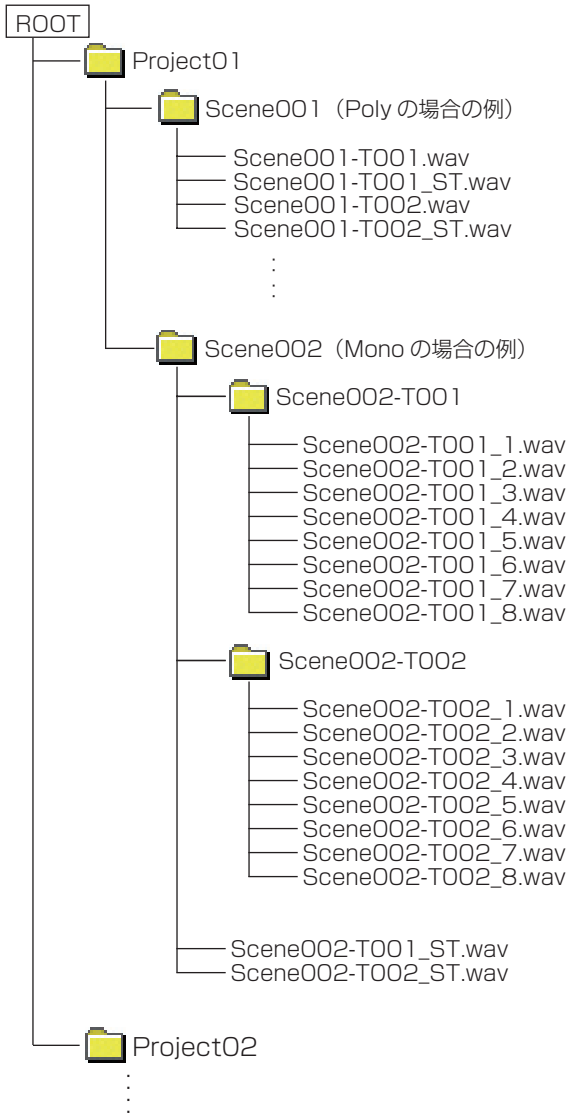 ROOT
Project01
Scene001（Poly の場合の例）
Scene001-T001.wav
Scene001-T001_ST.wav
Scene001-T002.wav
Scene001-T002_ST.wav
Scene002（Mono の場合の例）
Scene002-T001
Scene002-T001_1.wav
Scene002-T001_2.wav
Scene002-T001_3.wav
Scene002-T001_4.wav
Scene002-T001_5.wav
Scene002-T001_6.wav
Scene002-T001_7.wav
Scene002-T001_8.wav
Scene002-T002
Scene002-T002_1.wav
Scene002-T002_2.wav
Scene002-T002_3.wav
Scene002-T002_4.wav
Scene002-T002_5.wav
Scene002-T002_6.wav
Scene002-T002_7.wav
Scene002-T002_8.wav
Scene002-T001_ST.wav
Scene002-T002_ST.wav
Project02